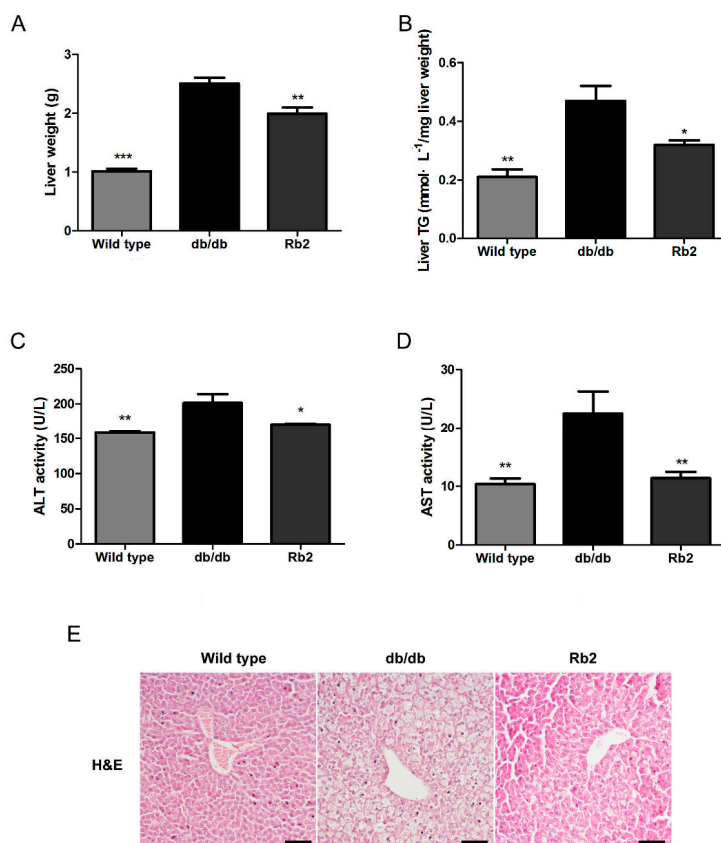 A
Liver weight (g)
3
2
1
0
***
**
Wild type db/db Rb2
B
Liver TG (mmol· L⁻¹/mg liver weight)
0.6
0.4
0.2
0.0
**
*
Wild type db/db Rb2
C
ALT activity (U/L)
250
200
150
100
50
0
**
*
Wild type db/db Rb2
D
AST activity (U/L)
30
20
10
0
**
**
Wild type db/db Rb2
E
Wild type db/db Rb2
H&E